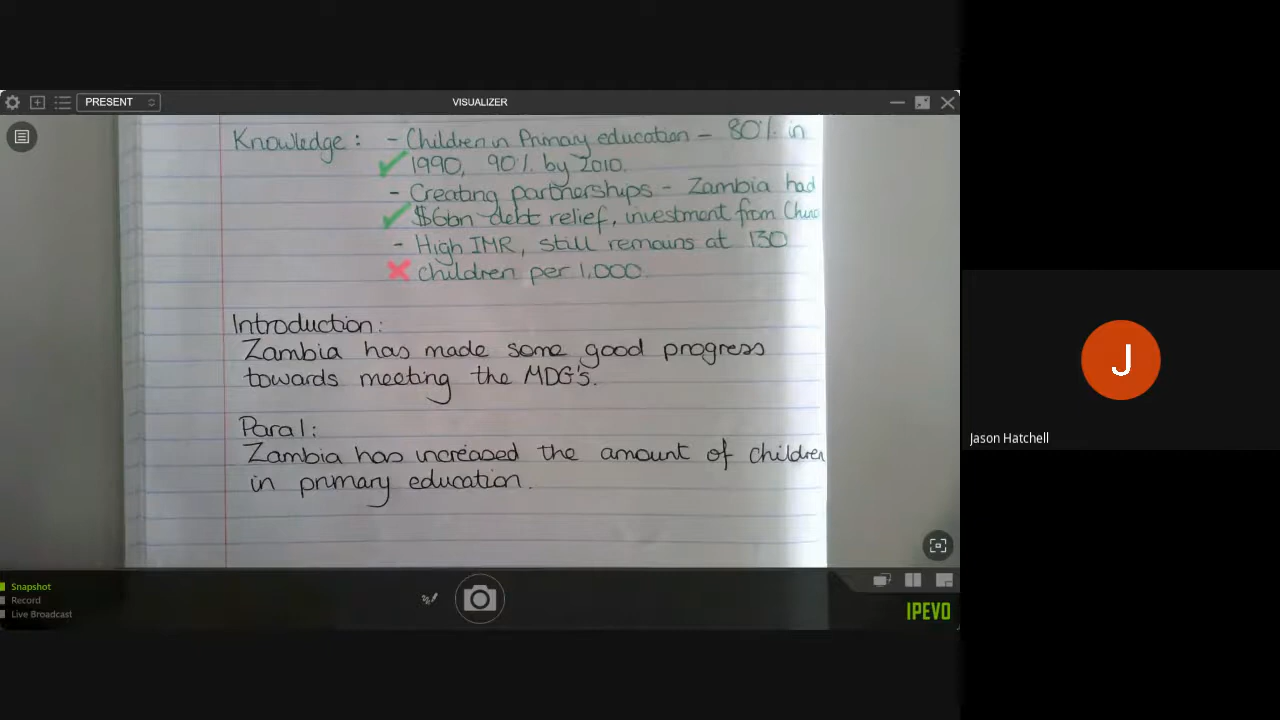 PRESENT
VISUALIZER
Knowledge : - Children in Primary education - 80% in
1990, 90% by 2010.
- Creating partnerships - Zambia had
$6bn debt relief, investment from China
- High IMR, still remains at 130
children per 1,000.
Introduction:
Zambia has made some good progress
towards meeting the MDG's.
Para 1:
Zambia has increased the amount of children
in primary education.
Snapshot
Record
Live Broadcast
IPEVO
J
Jason Hatchell